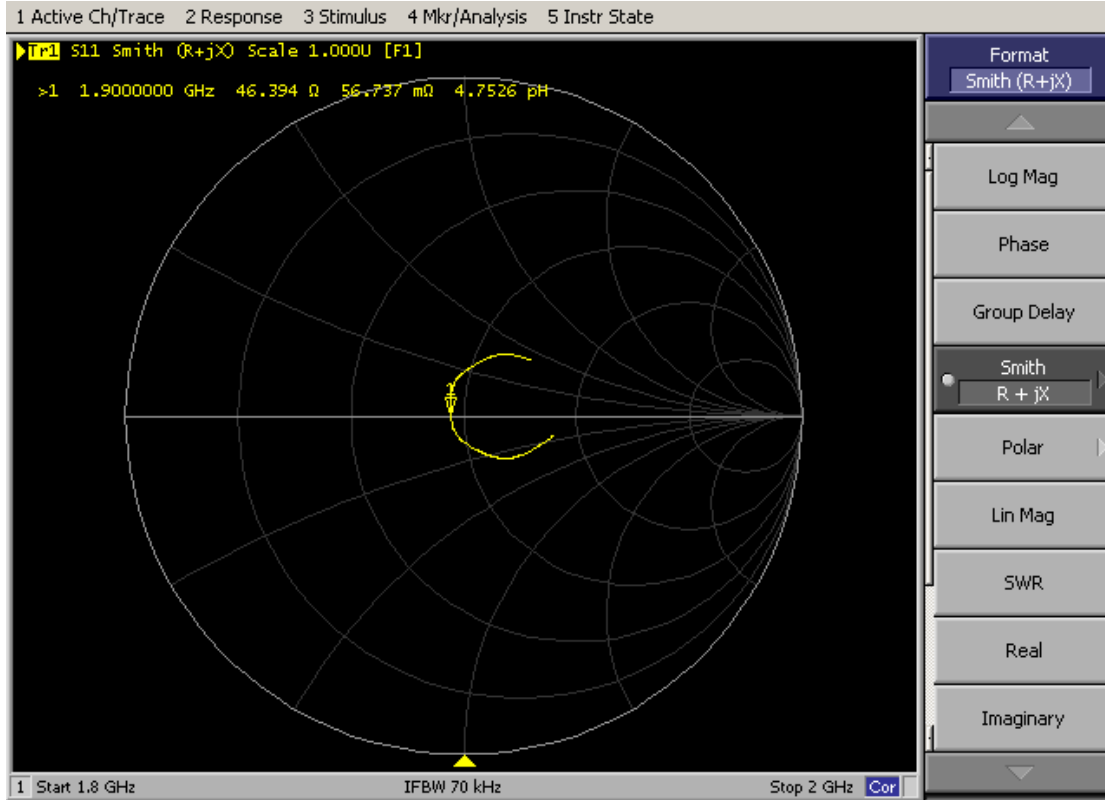 1 Active Ch/Trace 2 Response 3 Stimulus 4 Mkr/Analysis 5 Instr State
Tr1 S11 Smith (R+jX) Scale 1.000U [F1]
>1 1.9000000 GHz 46.394 Ω 56.737 mΩ 4.7526 pH
1
1 Start 1.8 GHz IFBW 70 kHz Stop 2 GHz Cor
Format
Smith (R+jX)
Log Mag
Phase
Group Delay
Smith
R + jX
Polar
Lin Mag
SWR
Real
Imaginary